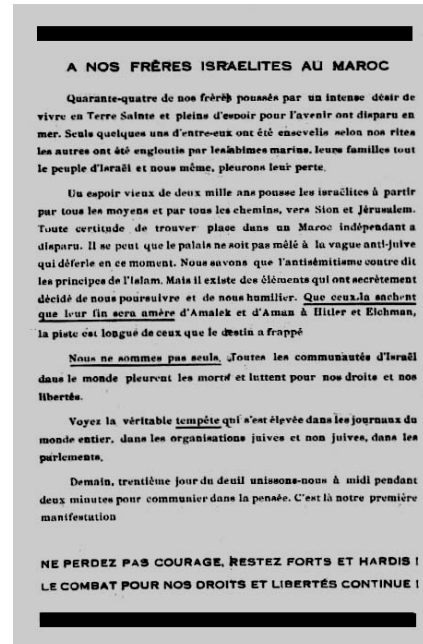 A NOS FRÊRES ISRAELITES AU MAROC
Quarante-quatre de nos frères poussés par un intense désir de
vivre en Terre Sainte et pleins d'espoir pour l'avenir ont disparu en
mer. Seuls quelques uns d'entre-eux ont été ensevelis selon nos rites
les autres ont été engloutis par les abimes marins, leurs familles tout
le peuple d'Israël et nous même, pleurons leur perte.
Un espoir vieux de deux mille ans pousse les israëlites à partir
par tous les moyens et par tous les chemins, vers Sion et Jérusalem.
Toute certitude de trouver place dans un Maroc indépendant a
disparu. Il se peut que le palais ne soit pas mêlé à la vague anti-juive
qui déferle en ce moment. Nous savons que l'antisémitisme contre dit
les principes de l'Islam. Mais il existe des éléments qui ont secrètement
décidé de nous poursuivre et de nous humilier. Que ceux.la sachent
que leur fin sera amère d'Amalek et d'Aman à Hitler et Eichman,
la piste est longue de ceux que le destin a frappé
Nous ne sommes pas seuls. Toutes les communautés d'Israël
dans le monde pleurent les morts et luttent pour nos droits et nos
libertés.
Voyez la véritable tempête qui s'est élevée dans les journaux du
monde entier, dans les organisations juives et non juives, dans les
parlements.
Demain, trentième jour du deuil unissons-nous à midi pendant
deux minutes pour communier dans la pensée. C'est là notre première
manifestation
NE PERDEZ PAS COURAGE, RESTEZ FORTS ET HARDIS !
LE COMBAT POUR NOS DROITS ET LIBERTÉS CONTINUE !